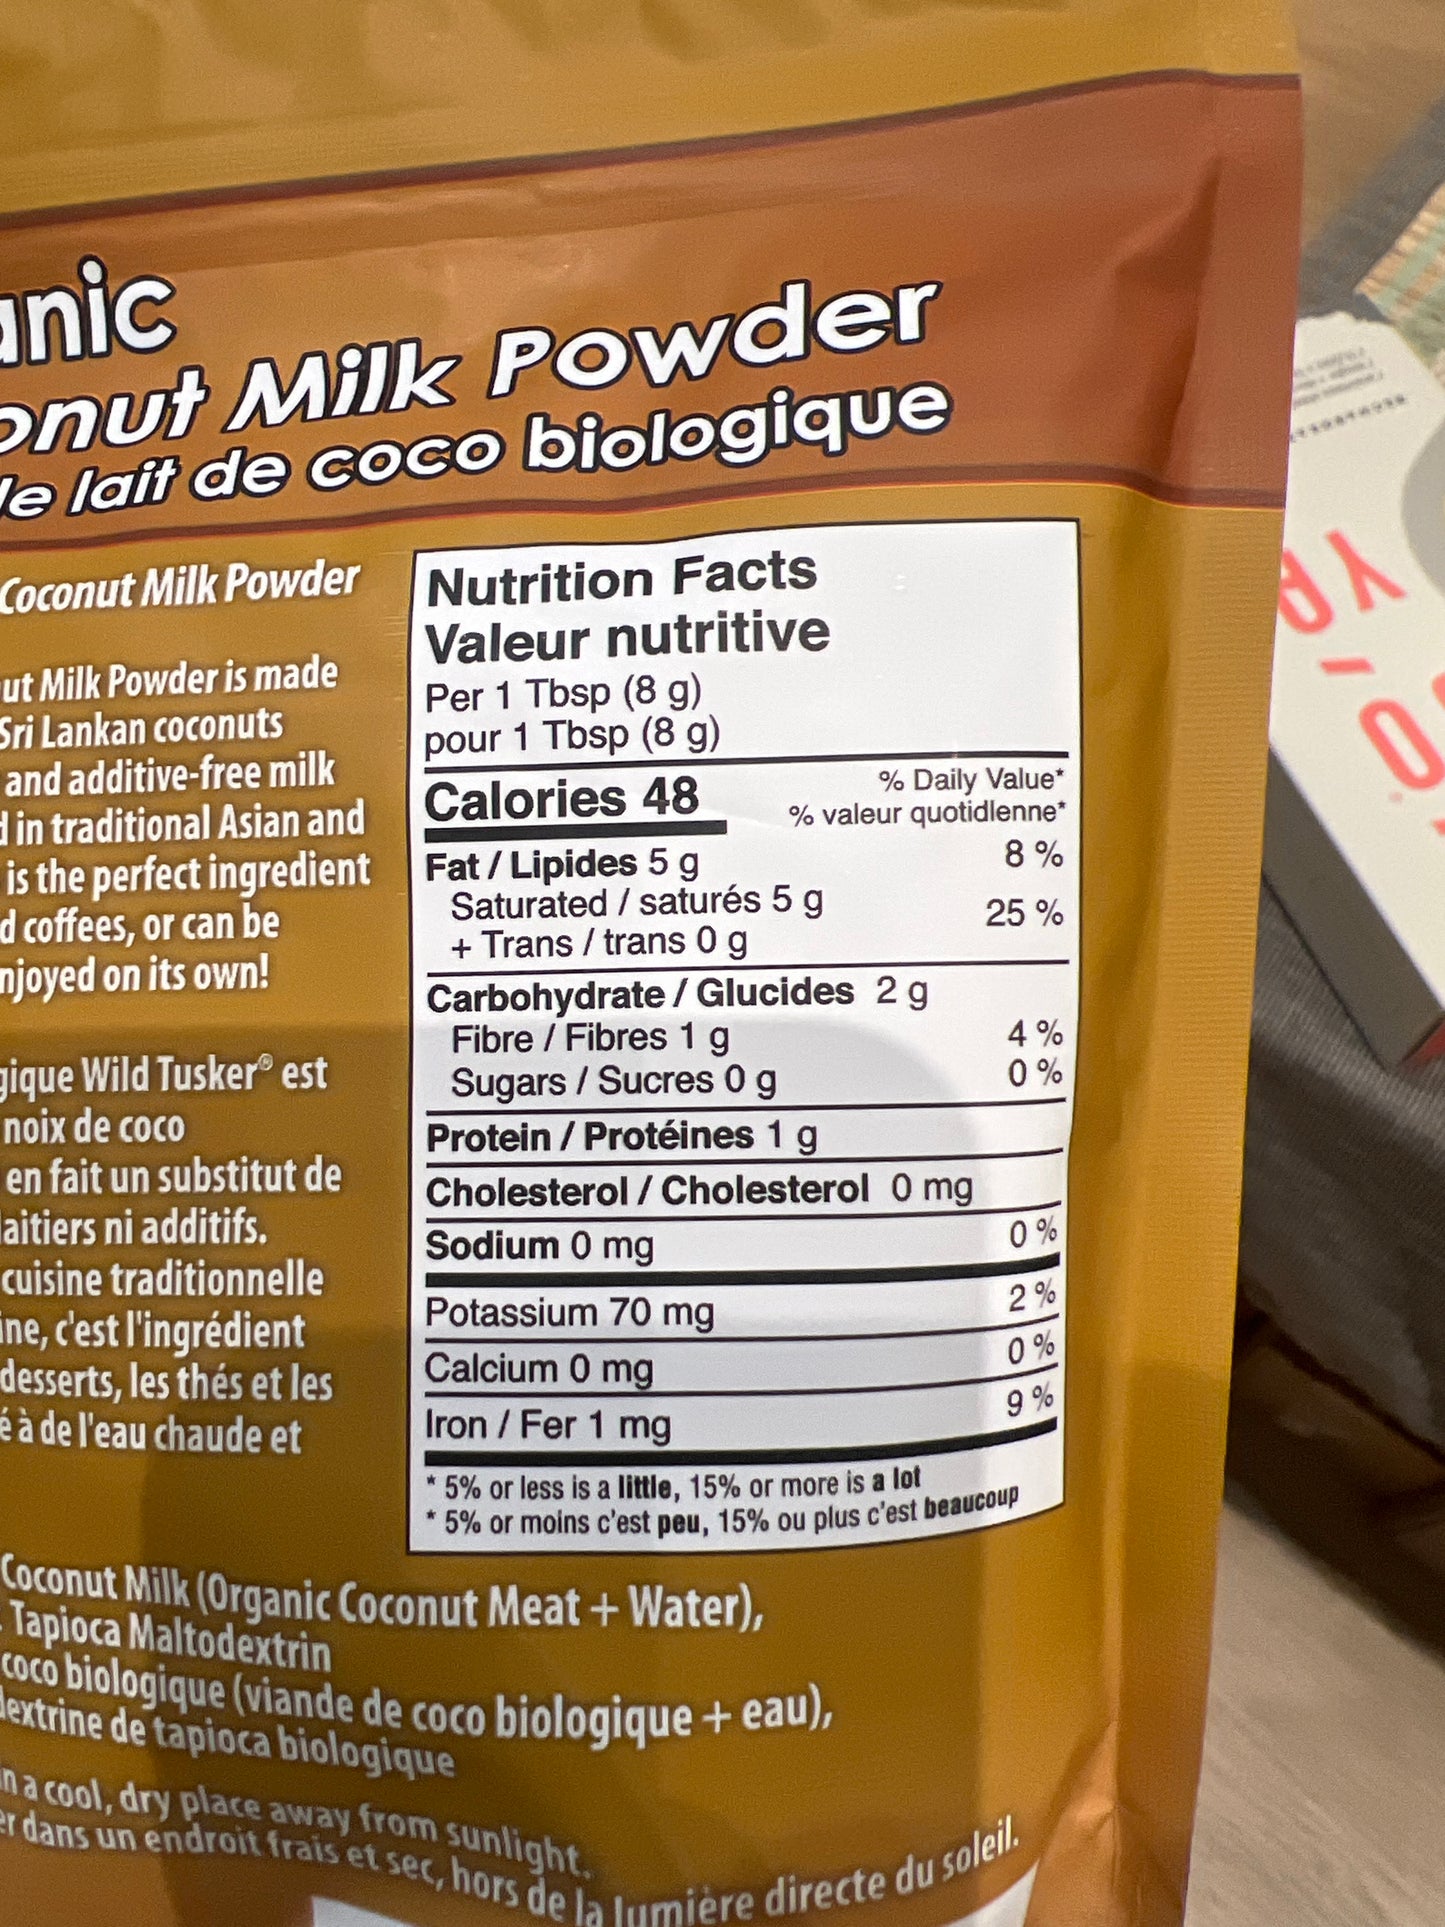 anic
onut Milk Powder
de lait de coco biologique
Coconut Milk Powder
ut Milk Powder is made
Sri Lankan coconuts
and additive-free milk
d in traditional Asian and
is the perfect ingredient
d coffees, or can be
njoyed on its own!
gique Wild Tusker® est
noix de coco
en fait un substitut de
laitiers ni additifs.
cuisine traditionnelle
ine, c'est l'ingrédient
desserts, les thés et les
é à de l'eau chaude et
Nutrition Facts
Valeur nutritive
Per 1 Tbsp (8 g)
pour 1 Tbsp (8 g)
Calories 48
% Daily Value*
% valeur quotidlenne*
Fat / Lipides 5 g 8 %
Saturated / saturés 5 g
+ Trans / trans 0 g 25 %
Carbohydrate / Glucides 2 g
Fibre / Fibres 1 g 4 %
Sugars / Sucres 0 g 0 %
Protein / Protéines 1 g
Cholesterol / Cholesterol 0 mg
Sodium 0 mg 0 %
Potassium 70 mg 2 %
Calcium 0 mg 0 %
Iron / Fer 1 mg 9 %
* 5% or less is a little, 15% or more is a lot
* 5% or moins c'est peu, 15% ou plus c'est beaucoup
Coconut Milk (Organic Coconut Meat + Water),
Tapioca Maltodextrin
coco biologique (viande de coco biologique + eau),
dextrine de tapioca biologique
in a cool, dry place away from sunlight.
er dans un endroit frais et sec, hors de la lumière directe du soleil.